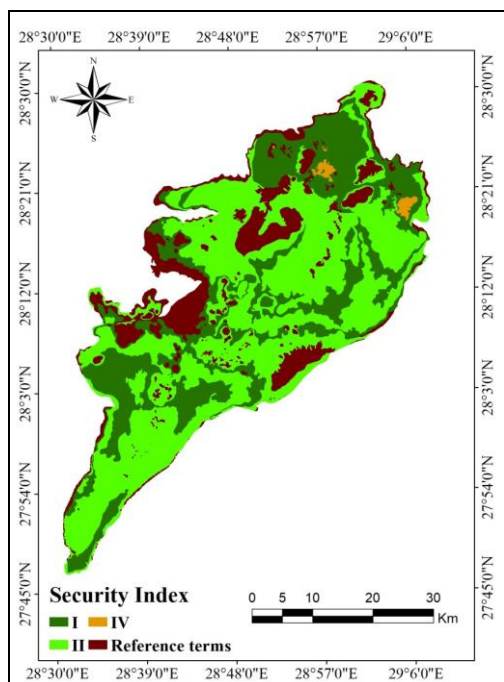 28°30'0"E 28°39'0"E 28°48'0"E 28°57'0"E 29°6'0"E
N
W E
S
28°30'0"N 28°30'0"N
28°21'0"N 28°21'0"N
28°12'0"N 28°12'0"N
28°3'0"N 28°3'0"N
27°54'0"N 27°54'0"N
27°45'0"N 27°45'0"N
Security Index
I IV
II Reference terms
0 5 10 20 30
Km
28°30'0"E 28°39'0"E 28°48'0"E 28°57'0"E 29°6'0"E